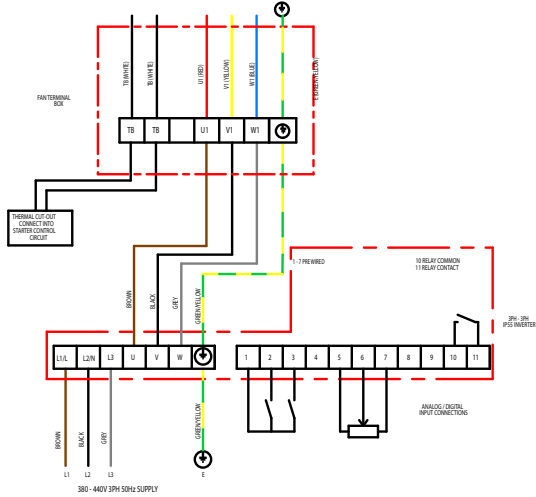 TB (WHITE)
TB (WHITE)
U1 (RED)
V1 (YELLOW)
W1 (BLUE)
E (GREEN/YELLOW)
FAN TERMINAL
BOX
TB TB U1 V1 W1
THERMAL CUT-OUT
CONNECT INTO
STARTER CONTROL
CIRCUIT
1 - 7 PREWIRED
10 RELAY COMMON
11 RELAY CONTACT
BROWN
BLACK
GREY
GREEN/YELLOW
3PH - 3PH
IP55 INVERTER
L1/L L2/N L3 U V W
1 2 3 4 5 6 7 8 9 10 11
ANALOG / DIGITAL
INPUT CONNECTIONS
BROWN
BLACK
GREY
GREEN/YELLOW
L1 L2 L3 E
380 - 440V 3PH 50Hz SUPPLY